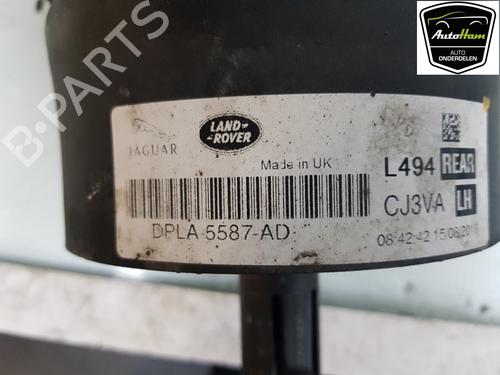 AutoHam
AUTO
ONDERDELEN
B-PARTS
JAGUAR
LAND-
-ROVER
Made in UK
L494 REAR
CJ3VA LH
DPLA 5587-AD
06:42:42 15/06/2018